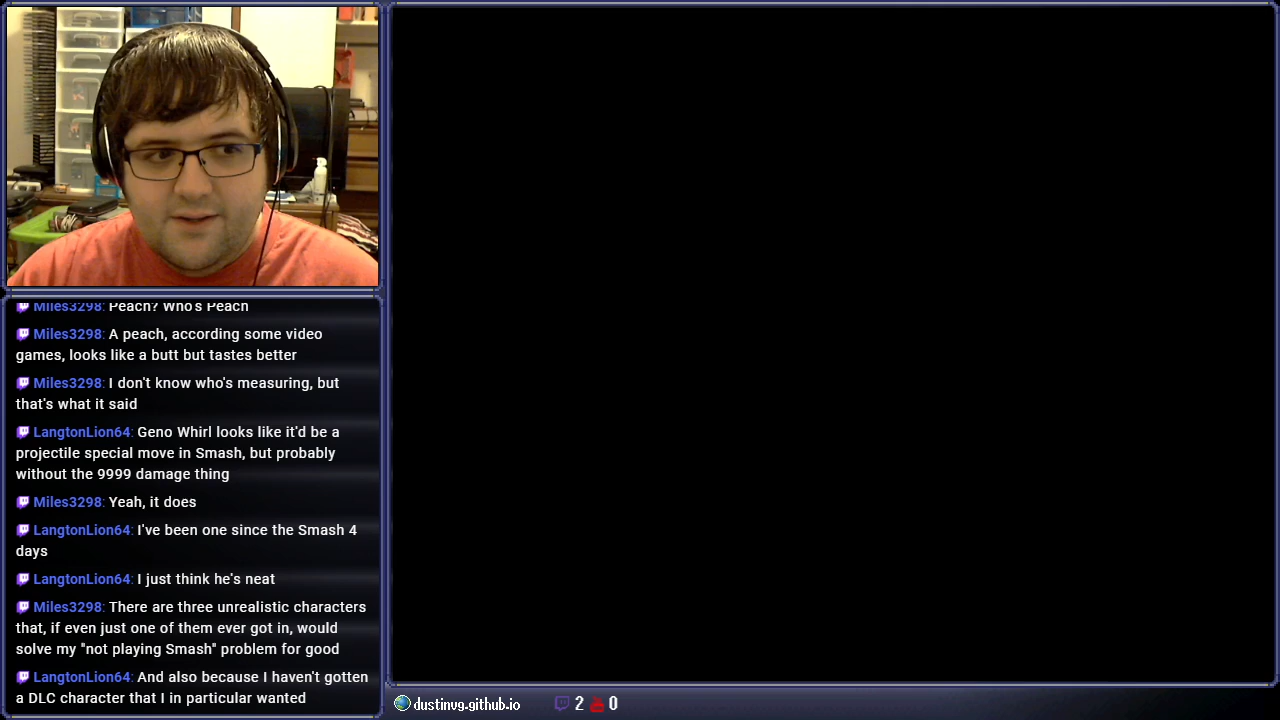 Miles3298: Peach? Who's Peach
Miles3298: A peach, according some video
games, looks like a butt but tastes better
Miles3298: I don't know who's measuring, but
that's what it said
LangtonLion64: Geno Whirl looks like it'd be a
projectile special move in Smash, but probably
without the 9999 damage thing
Miles3298: Yeah, it does
LangtonLion64: I've been one since the Smash 4
days
LangtonLion64: I just think he's neat
Miles3298: There are three unrealistic characters
that, if even just one of them ever got in, would
solve my "not playing Smash" problem for good
LangtonLion64: And also because I haven't gotten
a DLC character that I in particular wanted
dustinvg.github.io 2 0